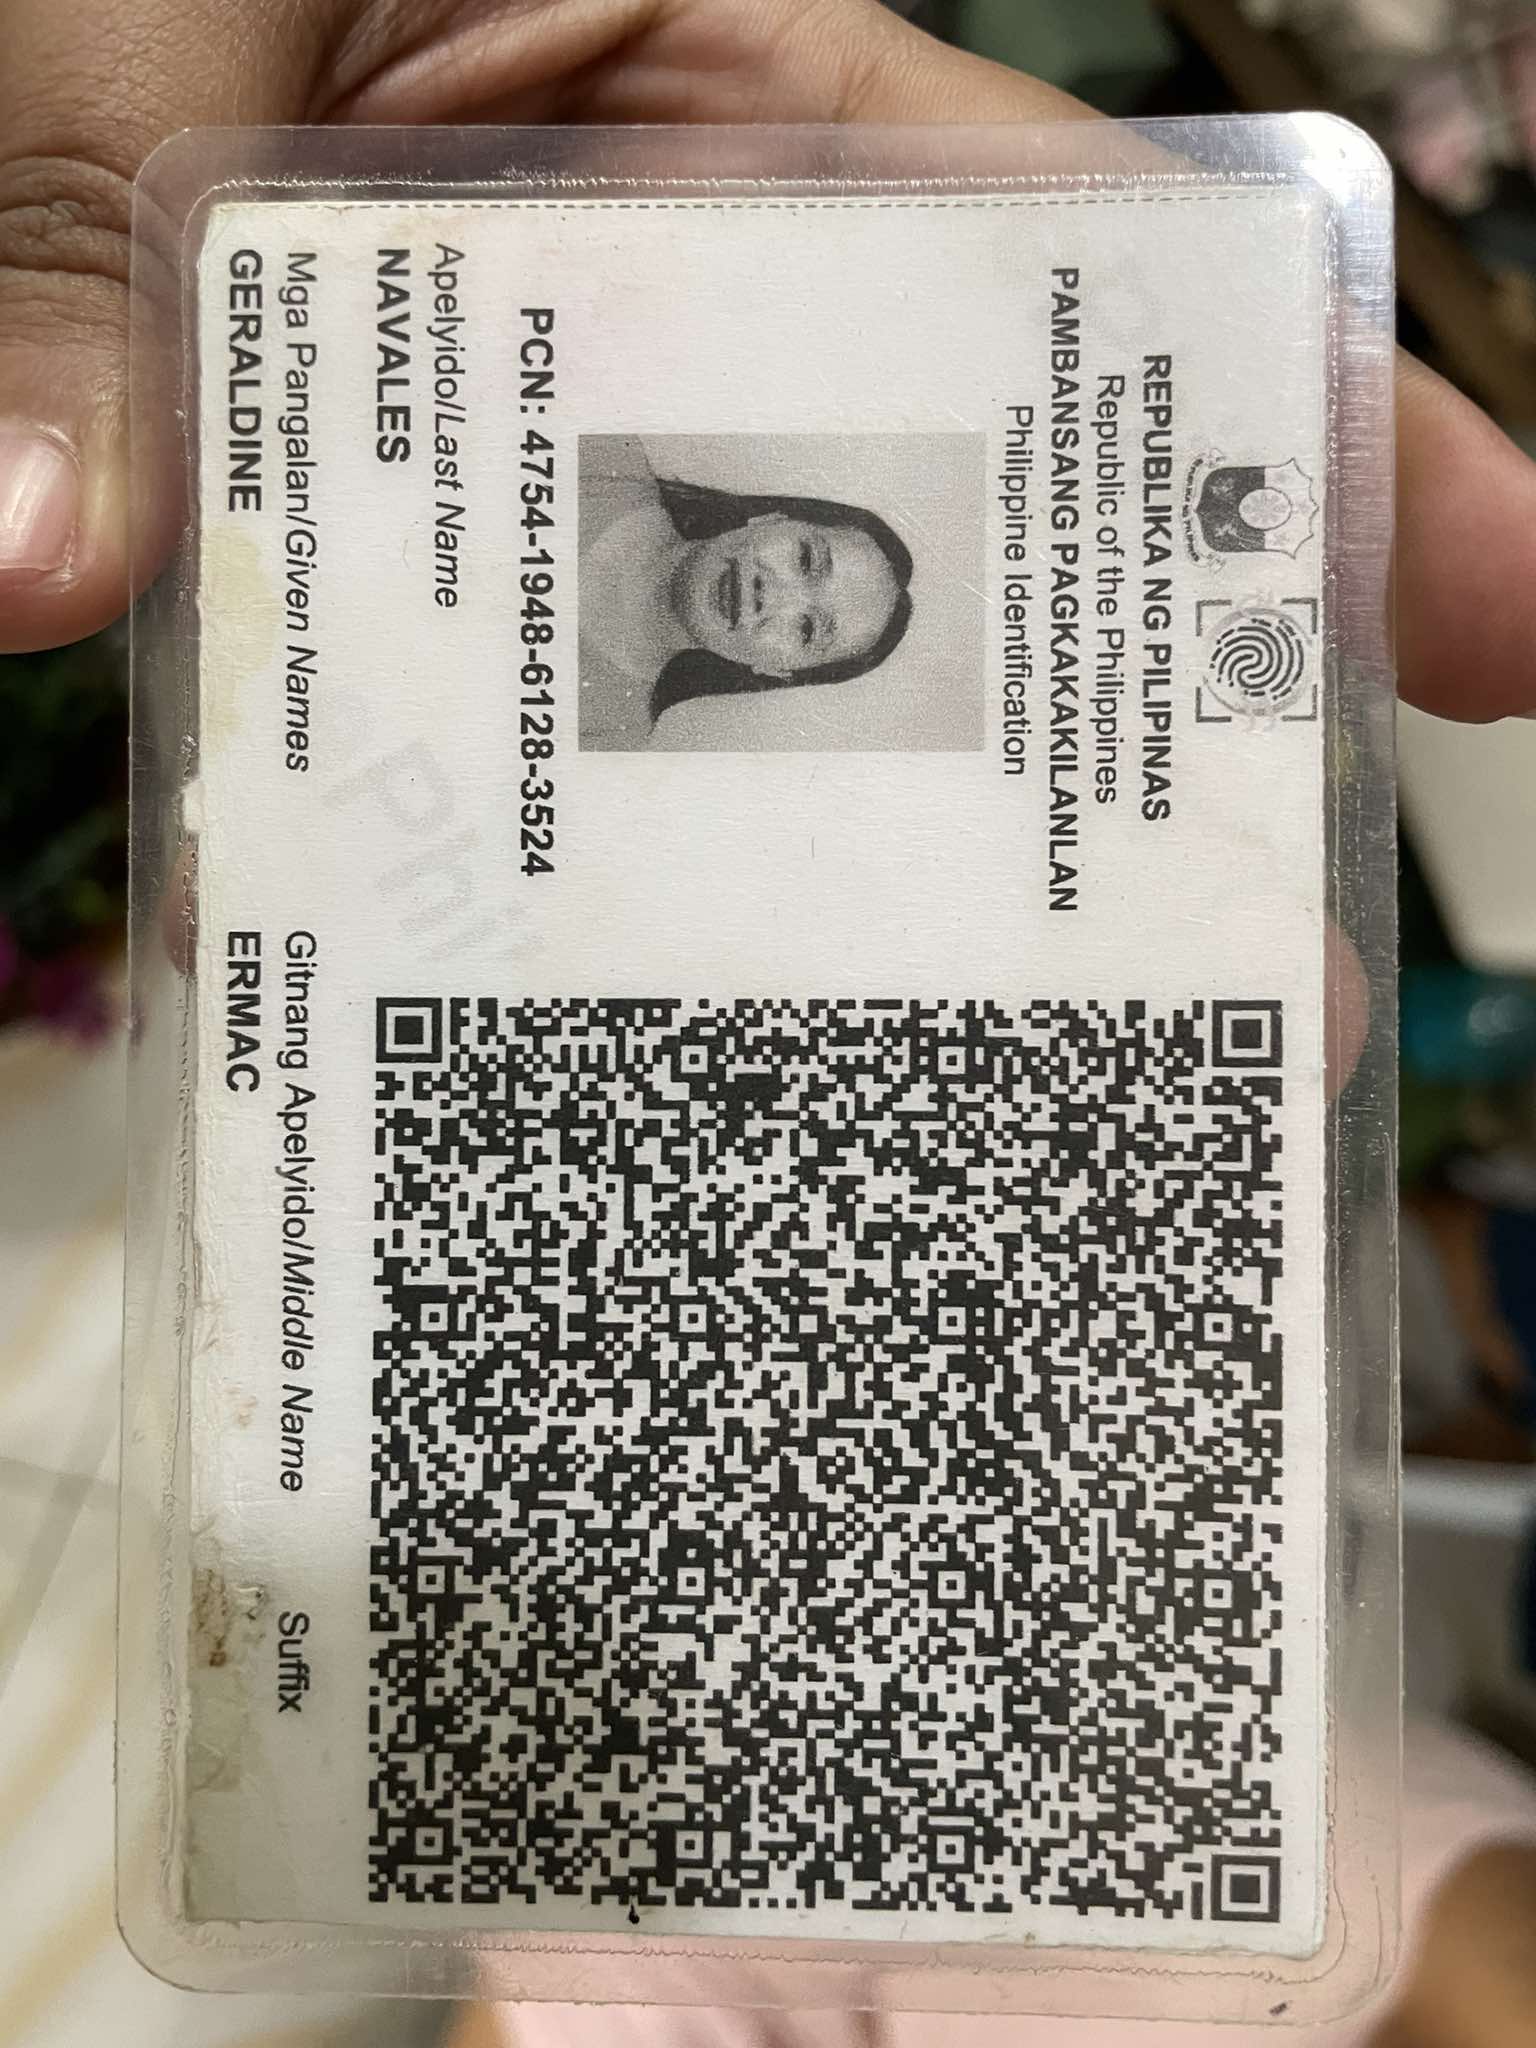 REPUBLIKA NG PILIPINAS
Republic of the Philippines
PAMBANSANG PAGKAKAKILANLAN
Philippine Identification
PCN: 4754-1948-6128-3524
Apelyido/Last Name
NAVALES
Mga Pangalan/Given Names Gitnang Apelyido/Middle Name Suffix
GERALDINE ERMAC